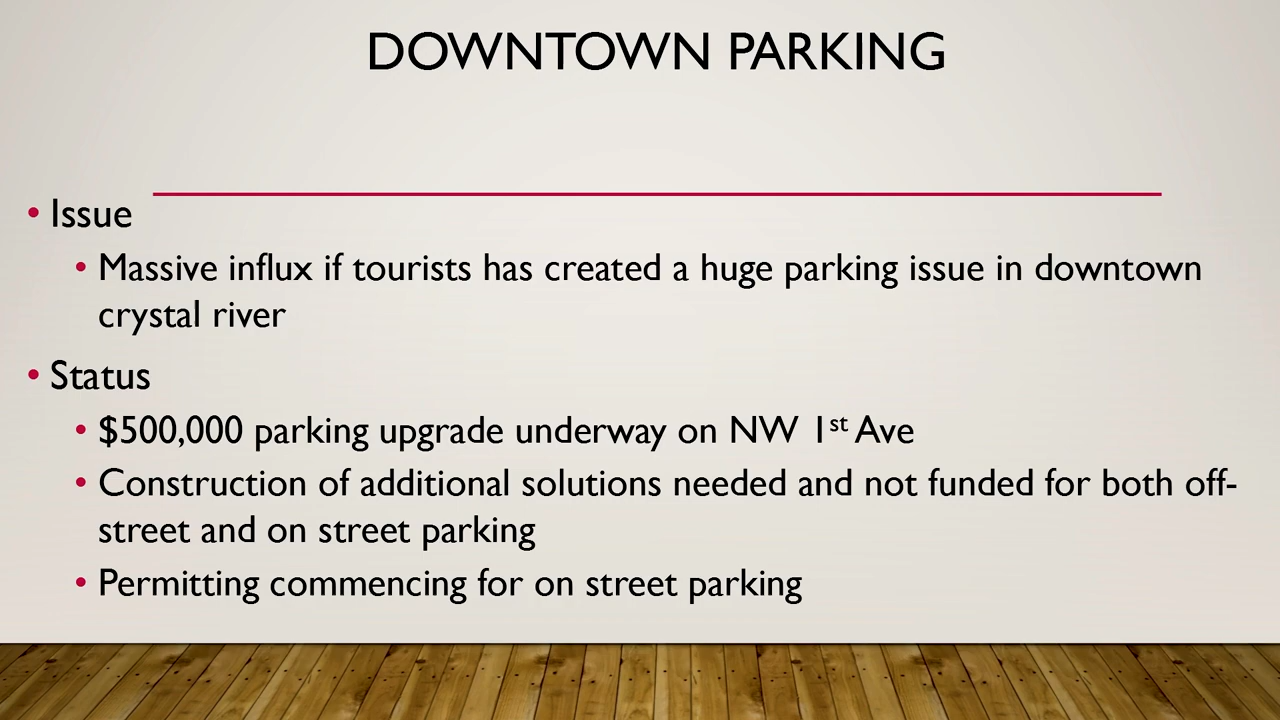 DOWNTOWN PARKING
• Issue
• Massive influx if tourists has created a huge parking issue in downtown
crystal river
• Status
• $500,000 parking upgrade underway on NW 1st Ave
• Construction of additional solutions needed and not funded for both off-
street and on street parking
• Permitting commencing for on street parking